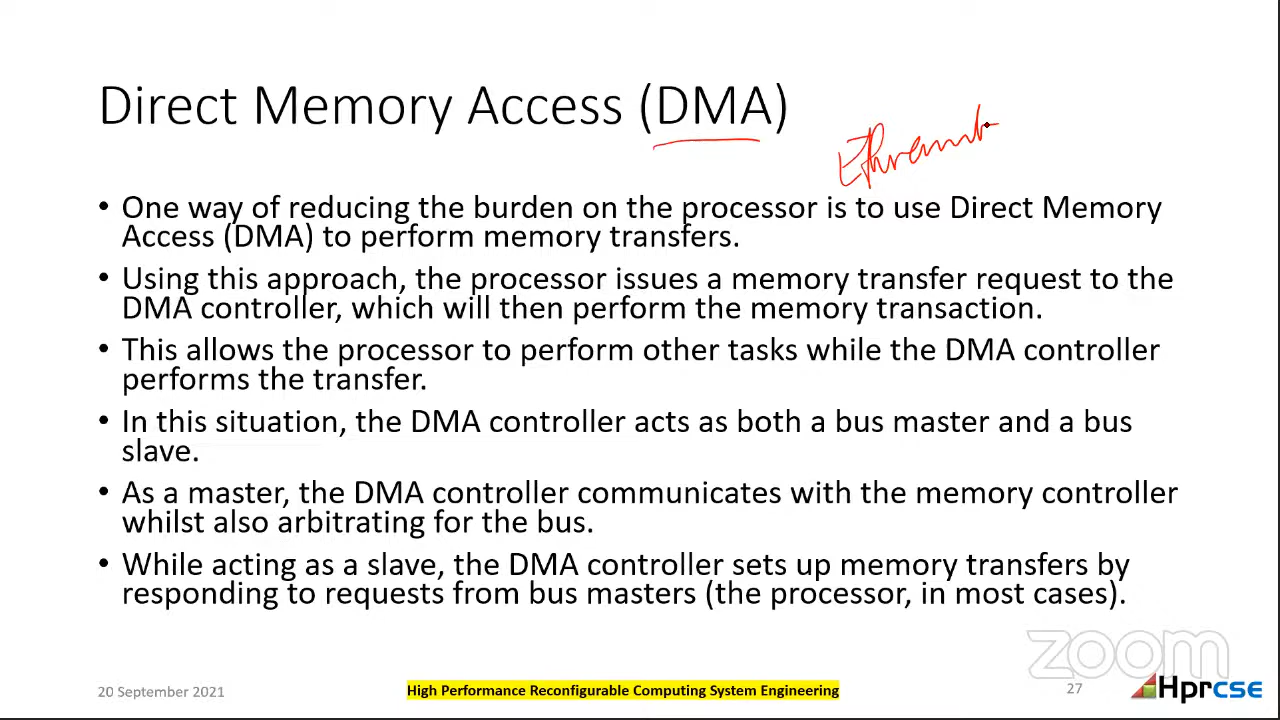 Direct Memory Access (DMA)
• One way of reducing the burden on the processor is to use Direct Memory
Access (DMA) to perform memory transfers.
• Using this approach, the processor issues a memory transfer request to the
DMA controller, which will then perform the memory transaction.
• This allows the processor to perform other tasks while the DMA controller
performs the transfer.
• In this situation, the DMA controller acts as both a bus master and a bus
slave.
• As a master, the DMA controller communicates with the memory controller
whilst also arbitrating for the bus.
• While acting as a slave, the DMA controller sets up memory transfers by
responding to requests from bus masters (the processor, in most cases).
zoom
20 September 2021
High Performance Reconfigurable Computing System Engineering
27
Hprcse